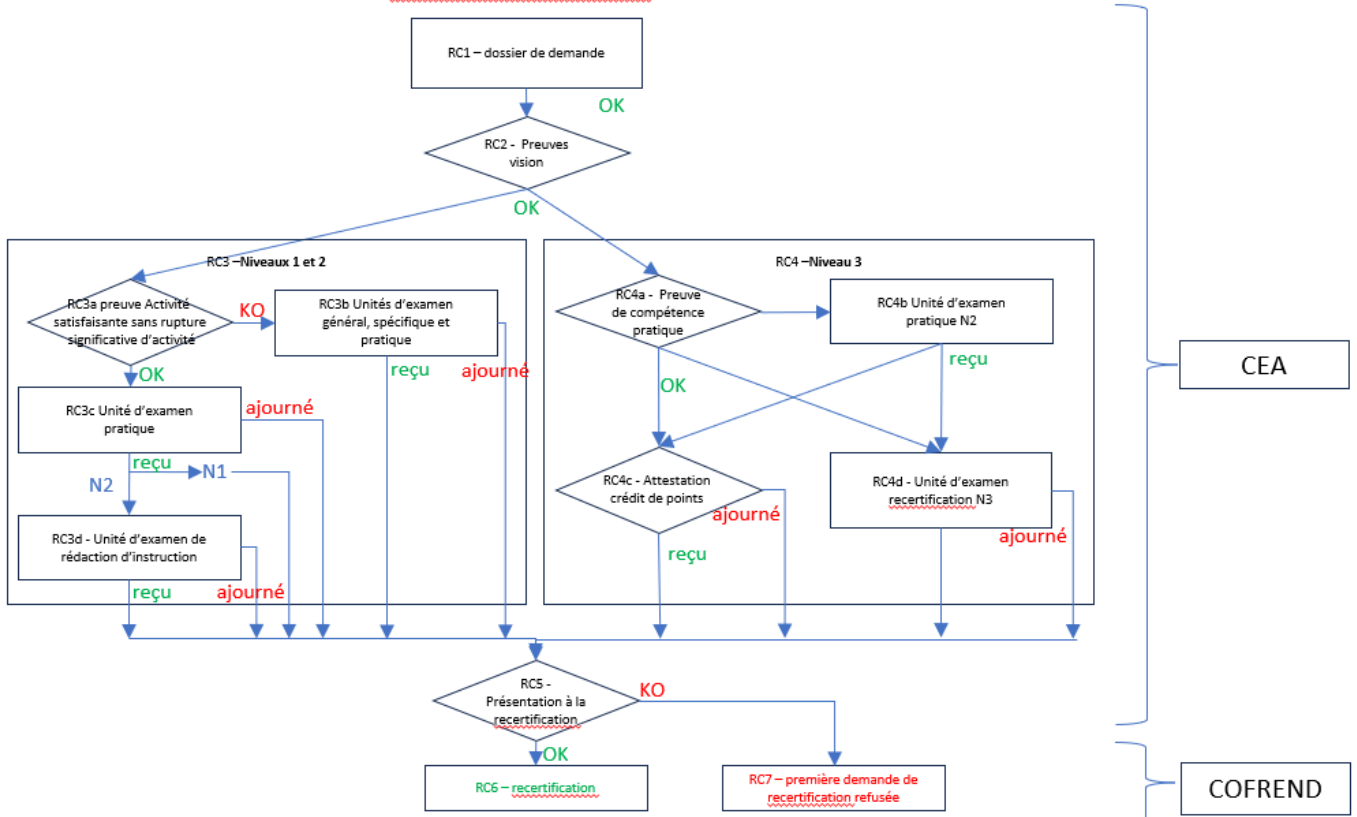 RC1 – dossier de demande
OK
RC2 - Preuves
vision
OK
RC3 –Niveaux 1 et 2
RC3a preuve Activité
satisfaisante sans rupture
significative d'activité
KO
RC3b Unités d'examen
général, spécifique et
pratique
reçu
ajourné
OK
RC3c Unité d'examen
pratique
ajourné
reçu
N1
N2
RC3d - Unité d'examen de
rédaction d'instruction
reçu
ajourné
RC4 –Niveau 3
RC4a - Preuve
de compétence
pratique
RC4b Unité d'examen
pratique N2
OK
reçu
RC4c - Attestation
crédit de points
ajourné
reçu
RC4d - Unité d'examen
recertification N3
ajourné
RC5 -
Présentation à la
recertification
KO
OK
RC6 – recertification
RC7 – première demande de
recertification refusée
CEA
COFREND